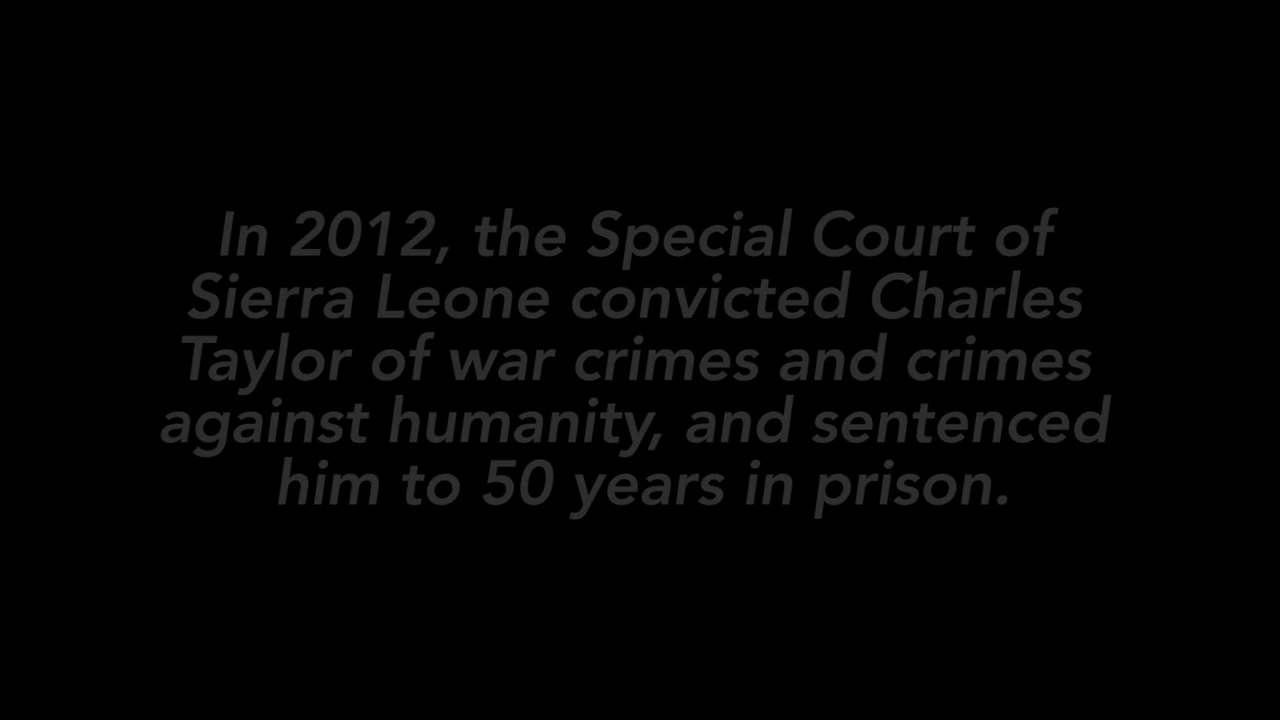 In 2012, the Special Court of
Sierra Leone convicted Charles
Taylor of war crimes and crimes
against humanity, and sentenced
him to 50 years in prison.